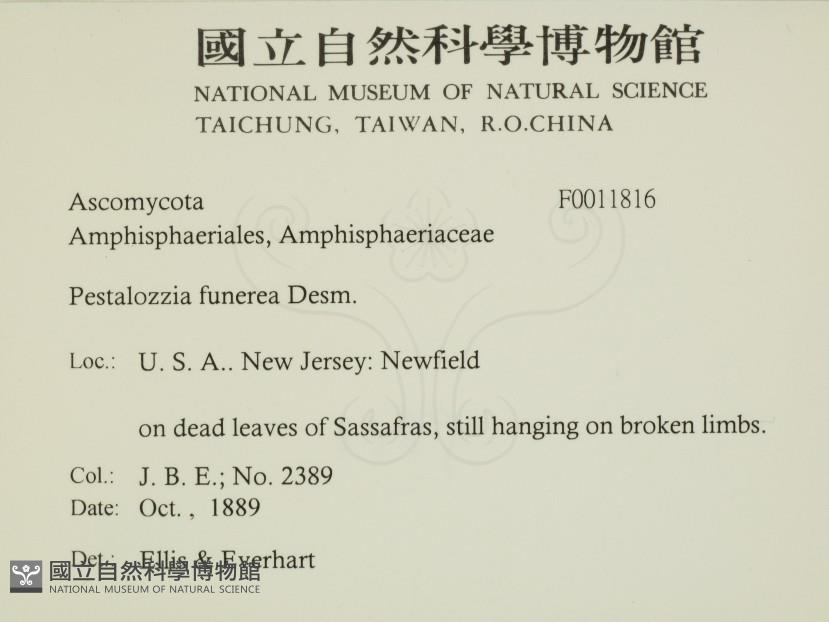 國立自然科學博物館
NATIONAL MUSEUM OF NATURAL SCIENCE
TAICHUNG, TAIWAN, R.O.CHINA
Ascomycota F0011816
Amphisphaeriales, Amphisphaeriaceae
Pestalozzia funerea Desm.
Loc.: U. S. A.. New Jersey: Newfield
on dead leaves of Sassafras, still hanging on broken limbs.
Col.: J. B. E.; No. 2389
Date: Oct. , 1889
Det.: Ellis & Everhart
國立自然科學博物館
NATIONAL MUSEUM OF NATURAL SCIENCE